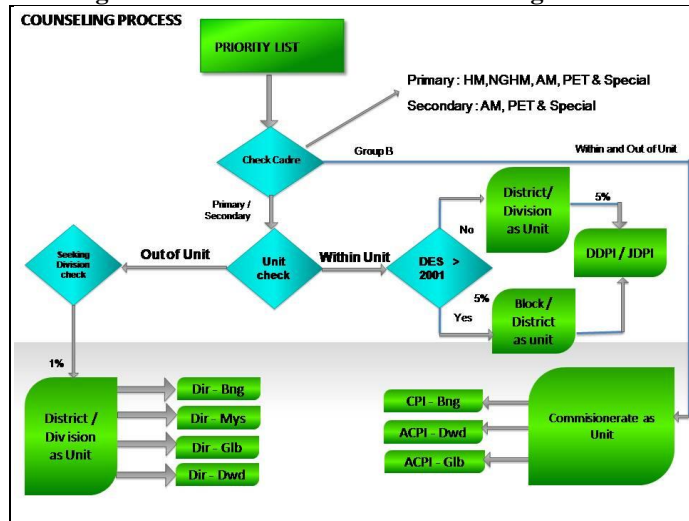 COUNSELING PROCESS
PRIORITY LIST
Primary : HM,NGHM, AM, PET & Special
Secondary : AM, PET & Special
Check Cadre
Group B
Within and Out of Unit
Primary /
Secondary
No
District/
Division
as Unit
5%
DDPI / JDPI
Seeking
Division
check
Out of Unit
Unit
check
Within Unit
DES >
2001
5%
Yes
Block /
District
as unit
1%
District /
Division
as Unit
Dir - Bng
Dir - Mys
Dir - Glb
Dir - Dwd
CPI - Bng
ACPI - Dwd
ACPI - Glb
Commisionerate as
Unit